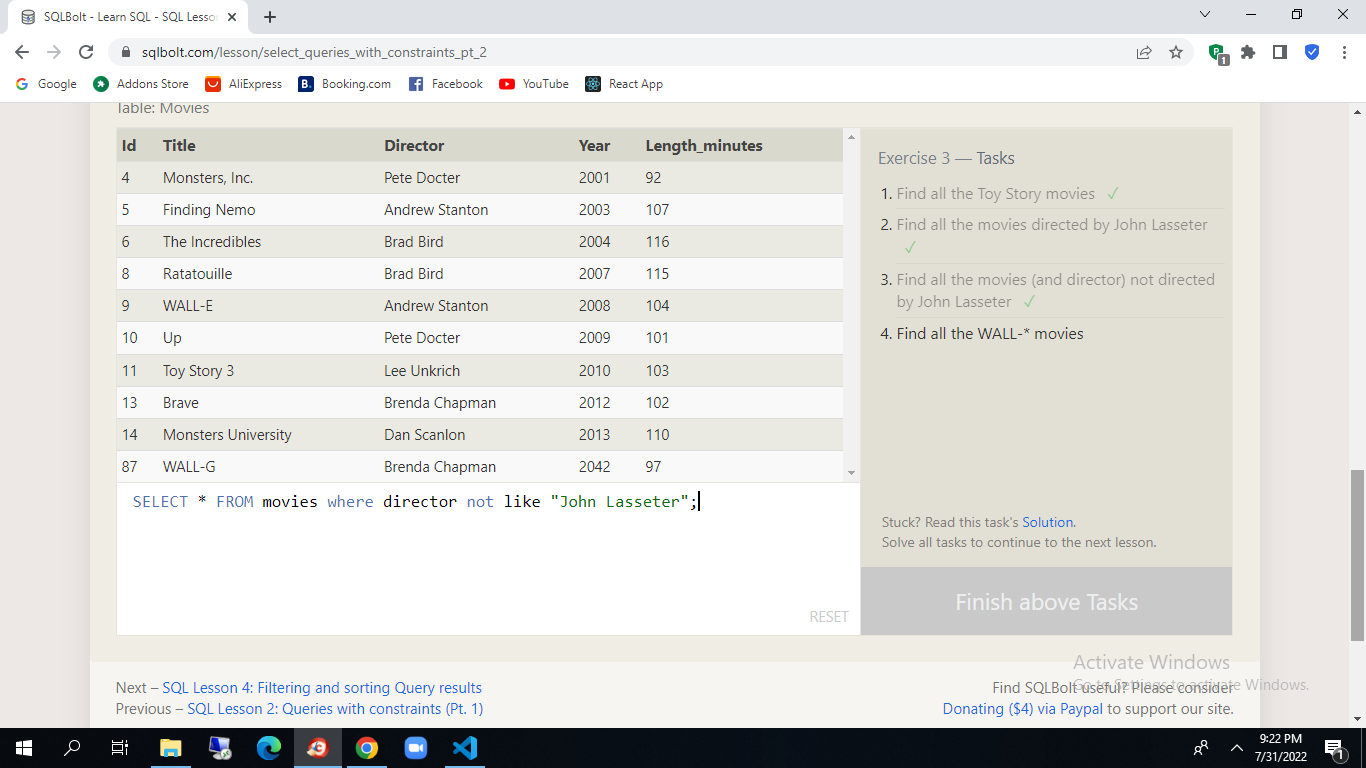 SQLBolt - Learn SQL - SQL Lesson
sqlbolt.com/lesson/select_queries_with_constraints_pt_2
1
Google Addons Store AliExpress Booking.com Facebook YouTube React App
Table: Movies
Id Title Director Year Length_minutes
4 Monsters, Inc. Pete Docter 2001 92
5 Finding Nemo Andrew Stanton 2003 107
6 The Incredibles Brad Bird 2004 116
8 Ratatouille Brad Bird 2007 115
9 WALL-E Andrew Stanton 2008 104
10 Up Pete Docter 2009 101
11 Toy Story 3 Lee Unkrich 2010 103
13 Brave Brenda Chapman 2012 102
14 Monsters University Dan Scanlon 2013 110
87 WALL-G Brenda Chapman 2042 97
SELECT * FROM movies where director not like "John Lasseter";
RESET
Exercise 3 — Tasks
1. Find all the Toy Story movies ✓
2. Find all the movies directed by John Lasseter
✓
3. Find all the movies (and director) not directed
by John Lasseter ✓
4. Find all the WALL-* movies
Stuck? Read this task's Solution.
Solve all tasks to continue to the next lesson.
Finish above Tasks
Next – SQL Lesson 4: Filtering and sorting Query results
Previous – SQL Lesson 2: Queries with constraints (Pt. 1)
Find SQLBolt useful? Please consider
Donating ($4) via Paypal to support our site.
Activate Windows
Go to Settings to activate Windows.
9:22 PM
7/31/2022
1